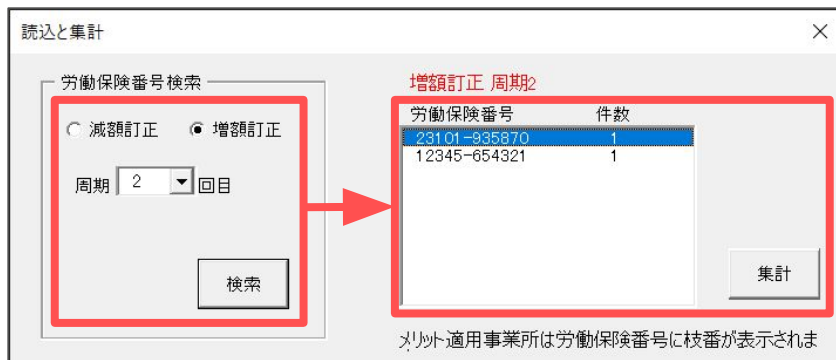 読込と集計
労働保険番号検索
減額訂正 増額訂正
周期 2 回目
検索
増額訂正 周期2
労働保険番号 件数
23101-935870 1
12345-654321 1
集計
メリット適用事業所は労働保険番号に枝番が表示されま